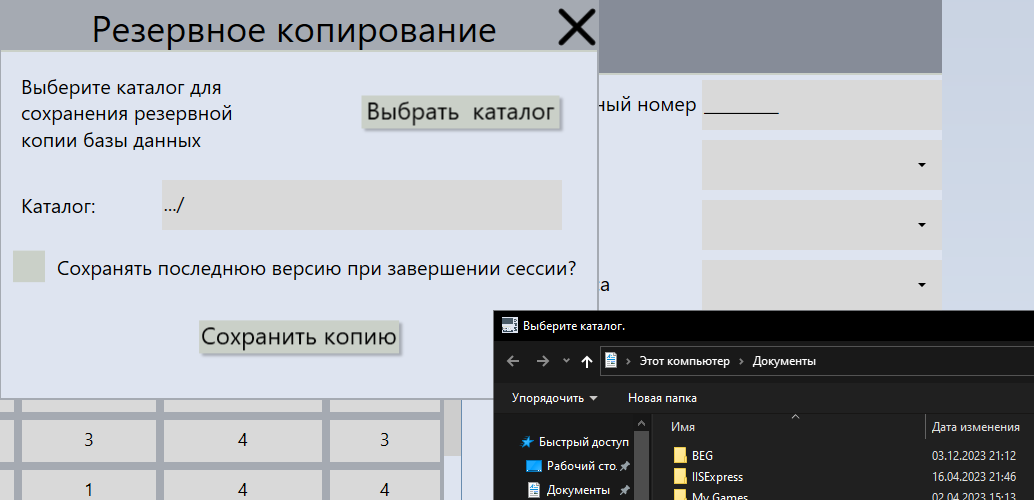 Резервное копирование
Выберите каталог для
сохранения резервной
копии базы данных
Выбрать каталог
Каталог:
.../
Сохранять последнюю версию при завершении сессии?
Сохранить копию
ный номер
а
3 4 3
1 4 4
Выберите каталог.
Этот компьютер › Документы
Упорядочить
Новая папка
Имя
Дата изменения
Быстрый доступ
Рабочий сто.
Документы
BEG
03.12.2023 21:12
IISExpress
16.04.2023 21:46
My Games
02.04.2023 15:13